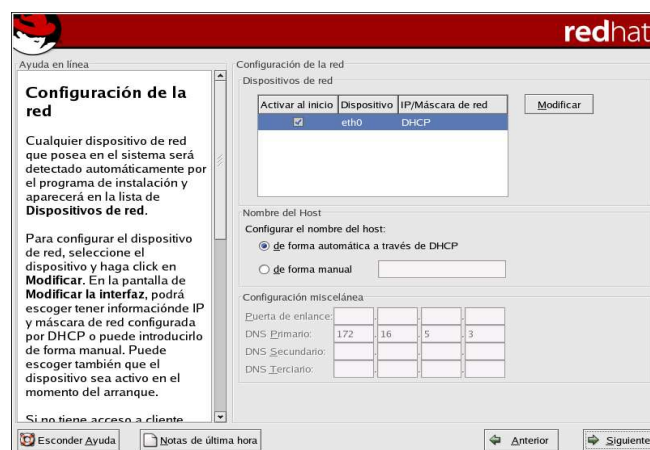 redhat
Ayuda en línea
Configuración de la
red
Cualquier dispositivo de red
que posea en el sistema será
detectado automáticamente por
el programa de instalación y
aparecerá en la lista de
Dispositivos de red.
Para configurar el dispositivo
de red, seleccione el
dispositivo y haga click en
Modificar. En la pantalla de
Modificar la interfaz, podrá
escoger tener informaciónde IP
y máscara de red configurada
por DHCP o puede introducirlo
de forma manual. Puede
escoger también que el
dispositivo sea activo en el
momento del arranque.
Si no tiene acceso a cliente
Configuración de la red
Dispositivos de red
Activar al inicio Dispositivo IP/Máscara de red
eth0 DHCP
Modificar
Nombre del Host
Configurar el nombre del host:
de forma automática a través de DHCP
de forma manual
Configuración miscelánea
Puerta de enlance: . . .
DNS Primario: 172 . 16 . 5 . 3
DNS Secundario: . . .
DNS Terciario: . . .
Esconder Ayuda
Notas de última hora
Anterior
Siguiente